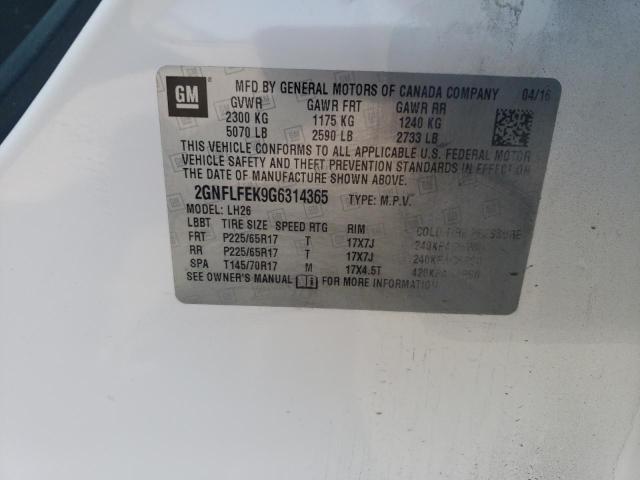 GM
MFD BY GENERAL MOTORS OF CANADA COMPANY 04/16
GVWR GAWR FRT GAWR RR
2300 KG 1175 KG 1240 KG
5070 LB 2590 LB 2733 LB
THIS VEHICLE CONFORMS TO ALL APPLICABLE U.S. FEDERAL MOTOR
VEHICLE SAFETY AND THEFT PREVENTION STANDARDS IN EFFECT ON
THE DATE OF MANUFACTURE SHOWN ABOVE.
2GNFLFEK9G6314365 TYPE: M.P.V.
MODEL: LH26
LBBT TIRE SIZE SPEED RTG RIM COLD TIRE PRESSURE
FRT P225/65R17 T 17X7J
RR P225/65R17 T 17X7J
SPA T145/70R17 M 17X4.5T
SEE OWNER'S MANUAL FOR MORE INFORMATION